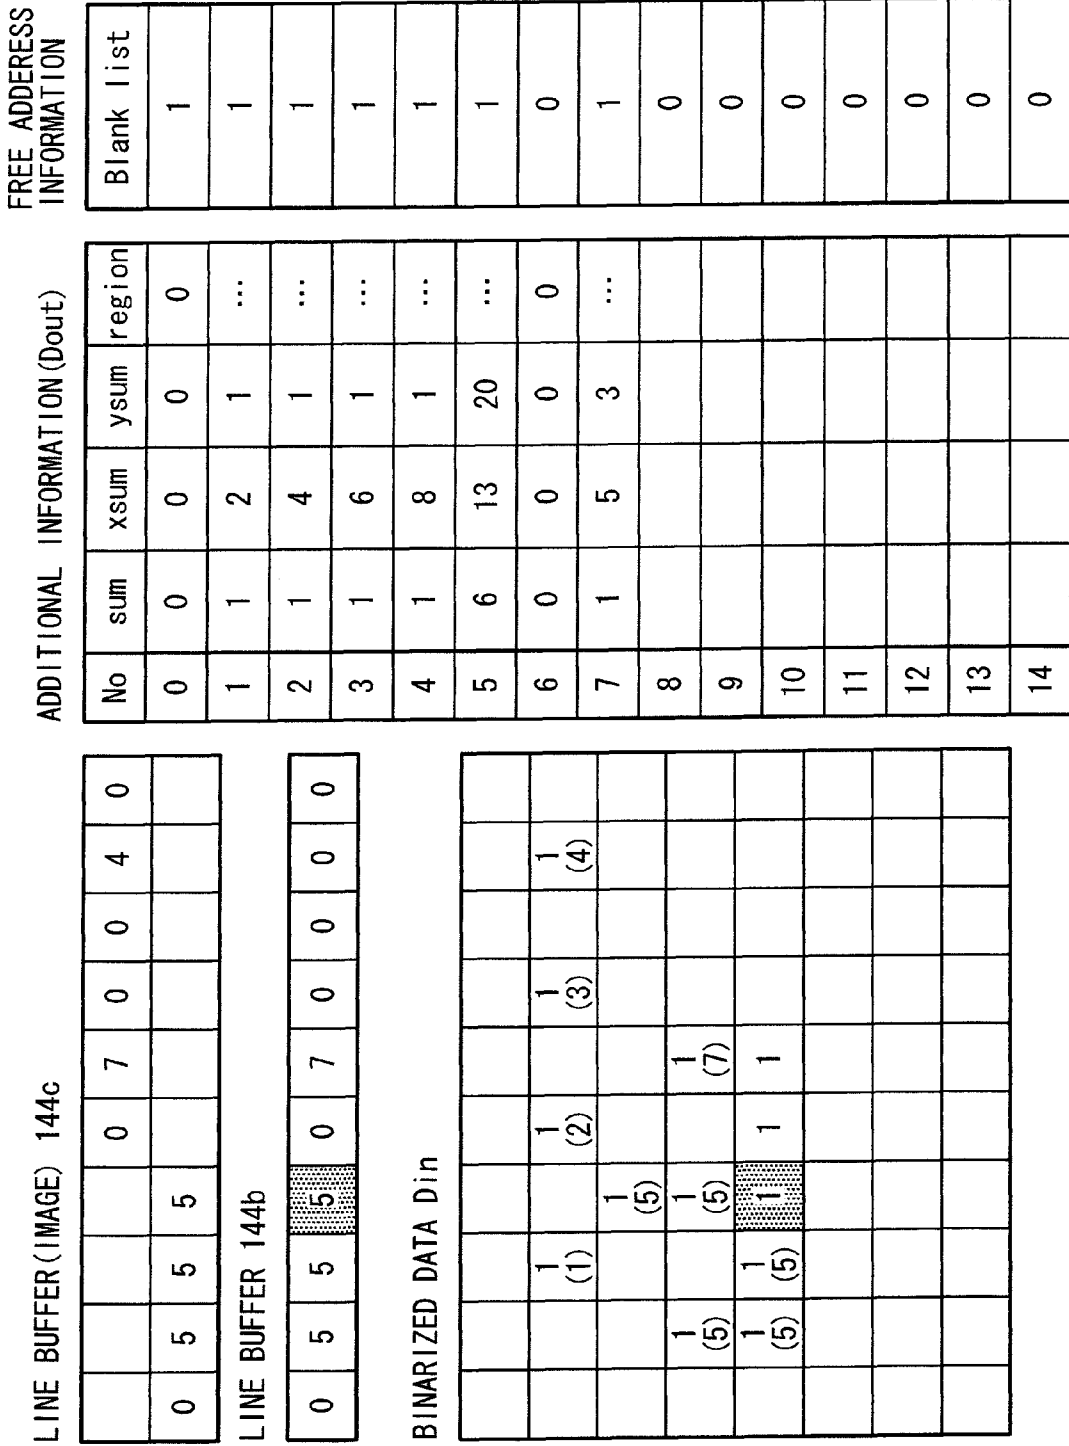 LINE BUFFER(IMAGE) 144c
0 7 0 0 4 0
0 5 5 5
LINE BUFFER 144b
0 5 5 5 0 7 0 0 0 0
BINARIZED DATA Din
1 1 1 1
(1) (2) (3) (4)
1
(5)
1 1 1
(5) (5) (7)
1 1 1 1 1
(5) (5)
ADDITIONAL INFORMATION(Dout)
No sum xsum ysum region
0 0 0 0 0
1 1 2 1 ...
2 1 4 1 ...
3 1 6 1 ...
4 1 8 1 ...
5 6 13 20 ...
6 0 0 0 0
7 1 5 3 ...
8
9
10
11
12
13
14
FREE ADDERESS
INFORMATION
Blank list
1
1
1
1
1
1
0
1
0
0
0
0
0
0
0